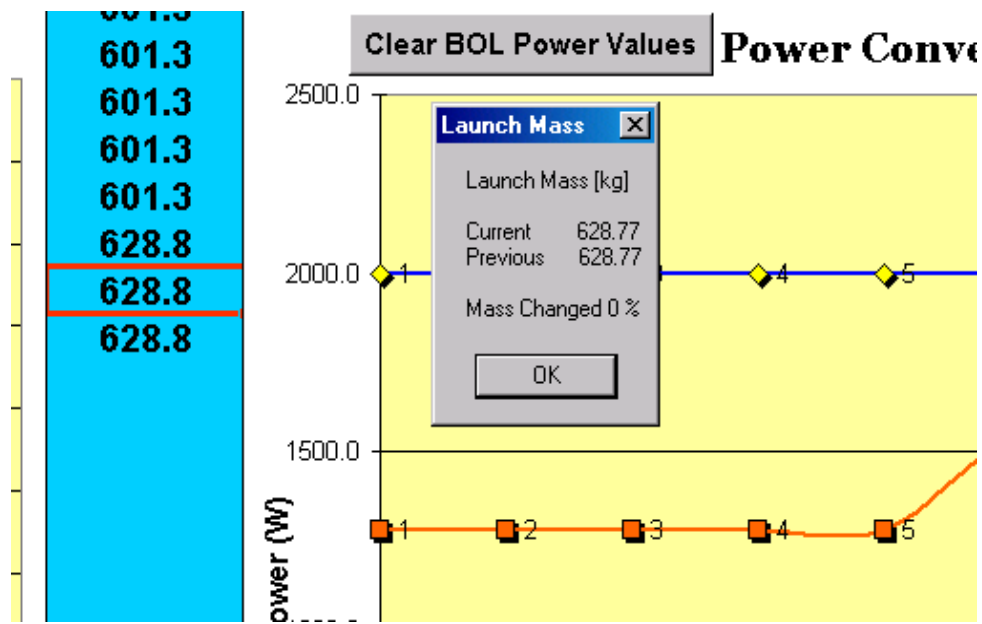 601.3
601.3
601.3
601.3
628.8
628.8
628.8
Clear BOL Power Values
Power Conve
2500.0
2000.0
1500.0
Launch Mass
Launch Mass [kg]
Current 628.77
Previous 628.77
Mass Changed 0 %
OK
1
4
5
1
2
3
4
5
ower (W)